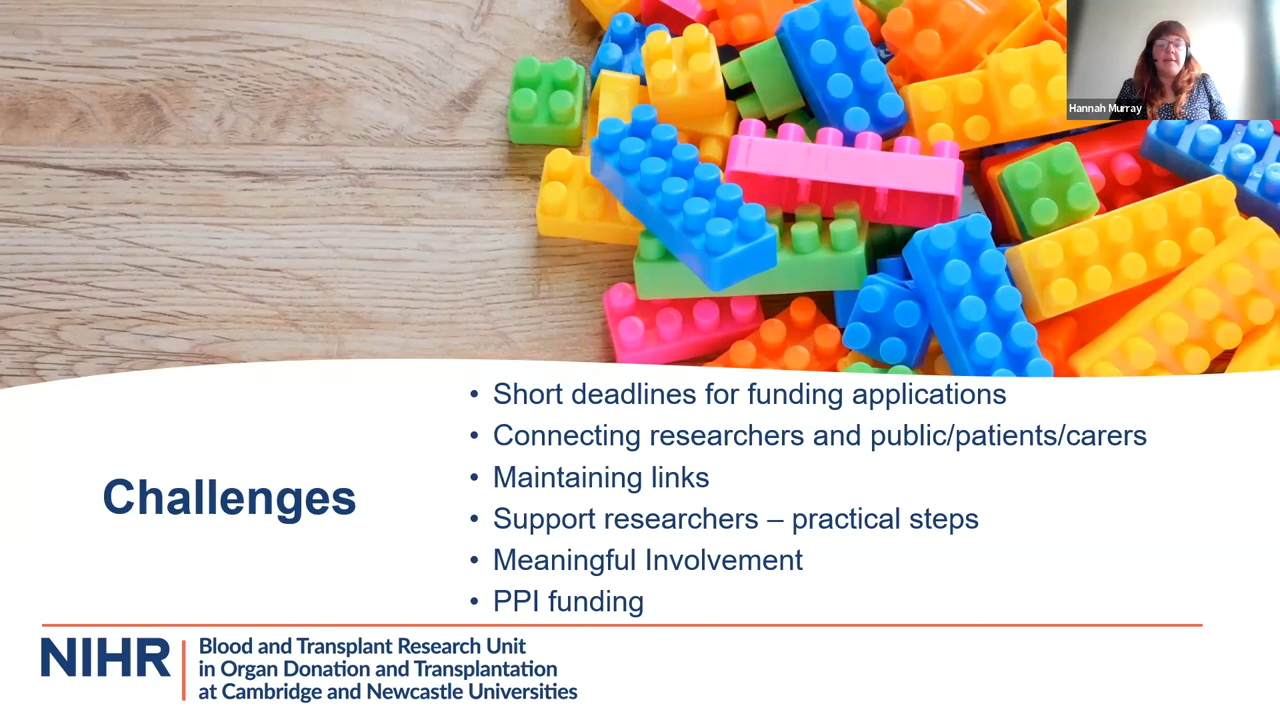 Hannah Murray
Challenges
• Short deadlines for funding applications
• Connecting researchers and public/patients/carers
• Maintaining links
• Support researchers – practical steps
• Meaningful Involvement
• PPI funding
NIHR
Blood and Transplant Research Unit
in Organ Donation and Transplantation
at Cambridge and Newcastle Universities